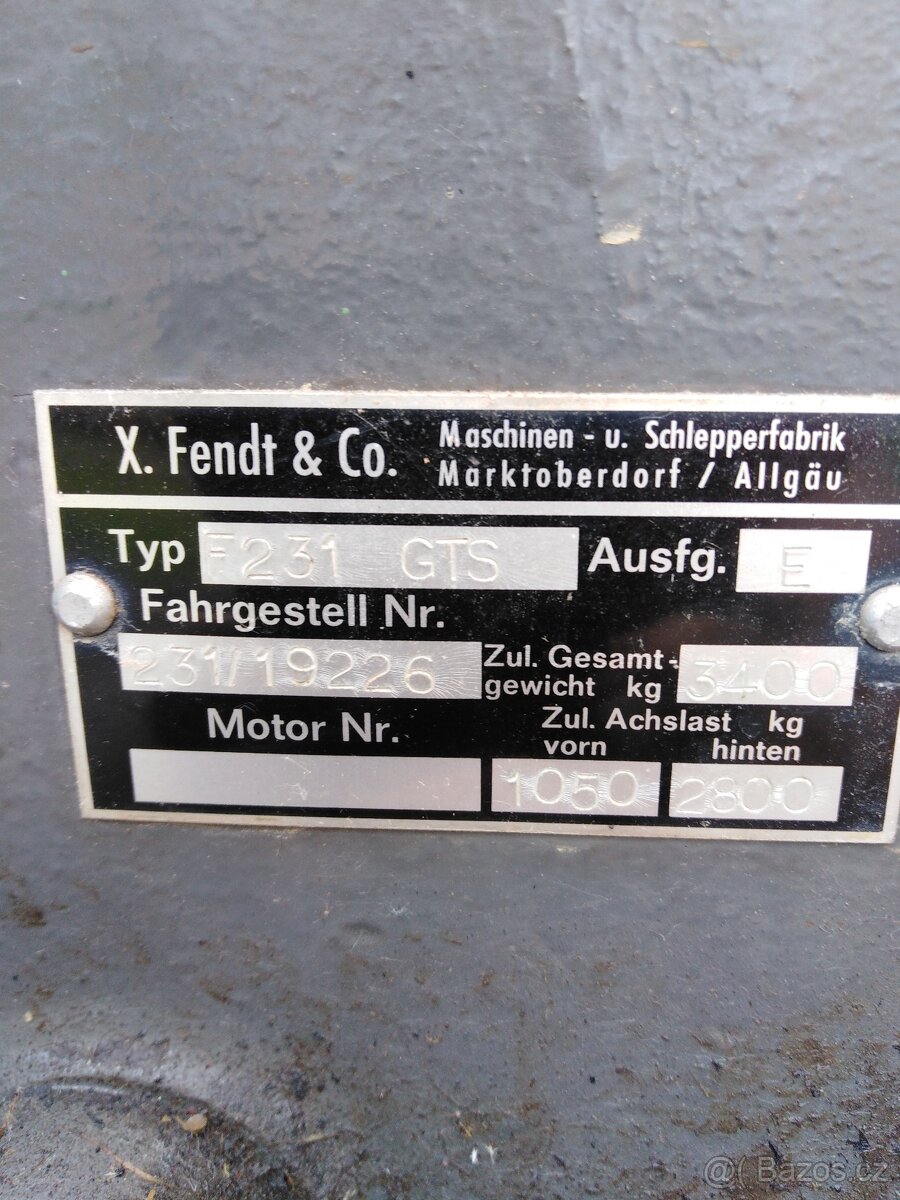 X. Fendt & Co.
Maschinen - u. Schlepperfabrik
Marktoberdorf / Allgäu
Typ F231 GTS Ausfg. E
Fahrgestell Nr.
231/19226
Zul. Gesamt-
gewicht kg 3400
Motor Nr.
Zul. Achslast kg
vorn hinten
1050 2800
@( Bazos.cz